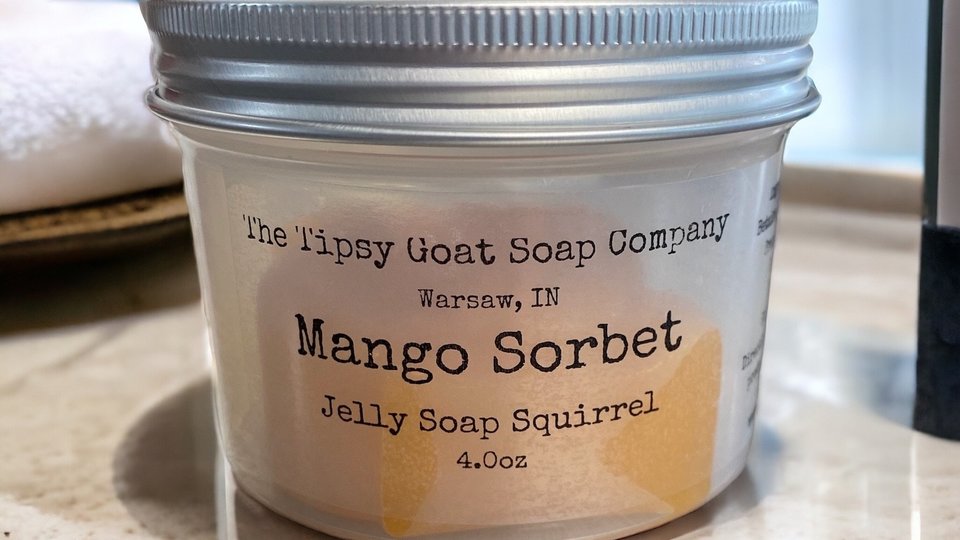 The Tipsy Goat Soap Company
Warsaw, IN
Mango Sorbet
Jelly Soap Squirrel
4.0oz